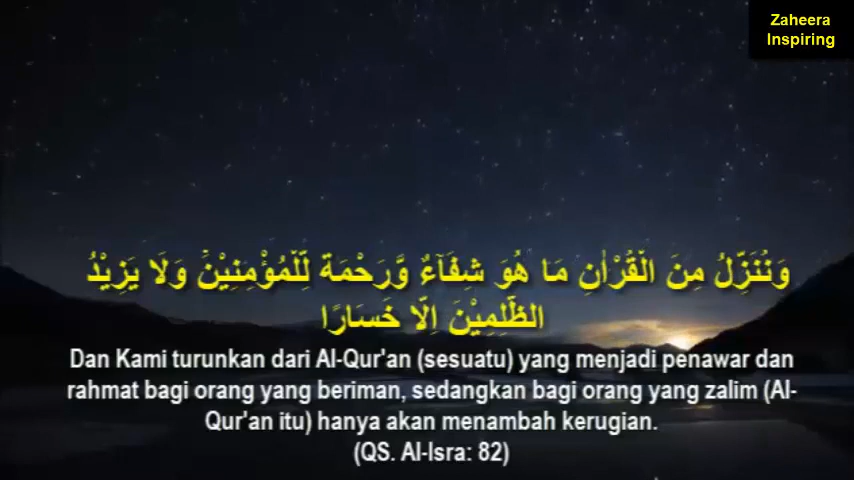 Zaheera
Inspiring
وَنُنَزِّلُ مِنَ الْقُرْاٰنِ مَا هُوَ شِفَاۤءٌ وَّرَحْمَةٌ لِّلْمُؤْمِنِيْنَۙ وَلَا يَزِيْدُ
الظّٰلِمِيْنَ اِلَّا خَسَارًا
Dan Kami turunkan dari Al-Qur'an (sesuatu) yang menjadi penawar dan
rahmat bagi orang yang beriman, sedangkan bagi orang yang zalim (Al-
Qur'an itu) hanya akan menambah kerugian.
(QS. Al-Isra: 82)